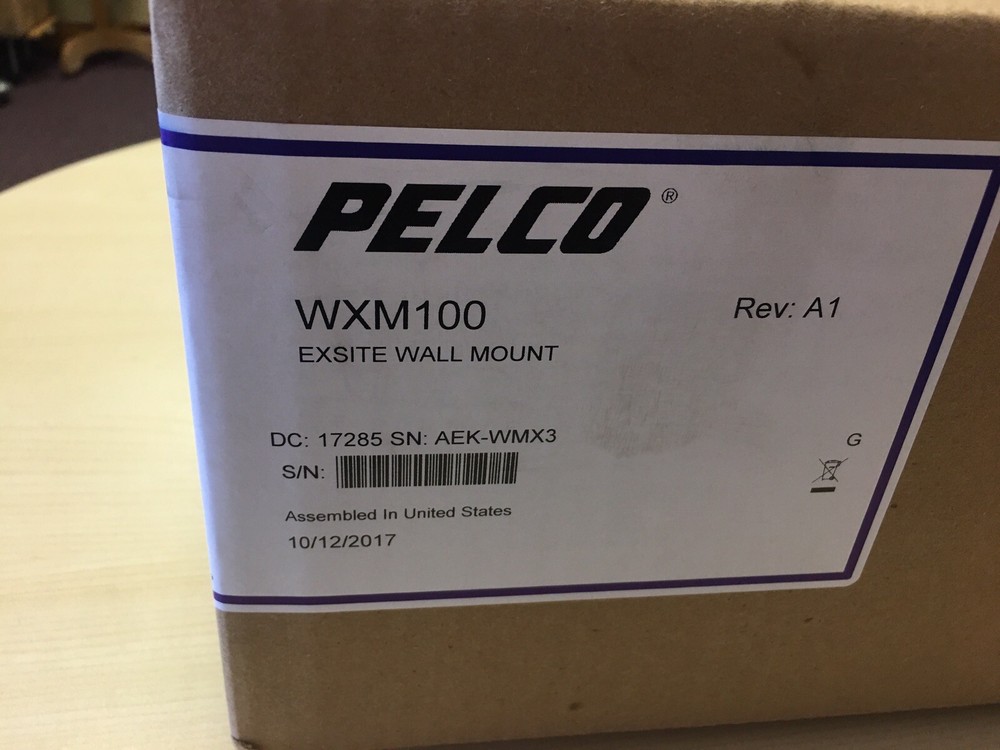 PELCO®
WXM100
Rev: A1
EXSITE WALL MOUNT
DC: 17285 SN: AEK-WMX3
G
S/N:
Assembled In United States
10/12/2017